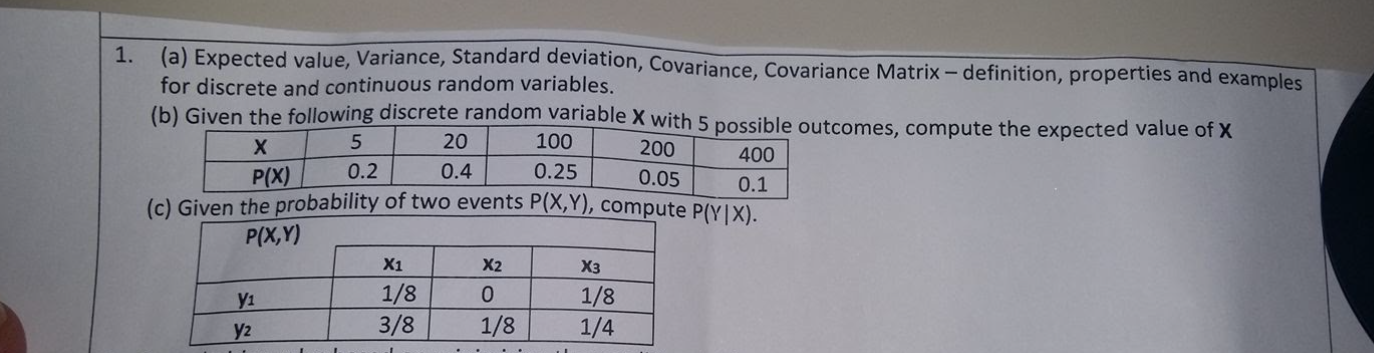 1. (a) Expected value, Variance, Standard deviation, Covariance, Covariance Matrix – definition, properties and examples
for discrete and continuous random variables.
(b) Given the following discrete random variable X with 5 possible outcomes, compute the expected value of X
X 5 20 100 200 400
P(X) 0.2 0.4 0.25 0.05 0.1
(c) Given the probability of two events P(X,Y), compute P(Y|X).
P(X,Y)
X1 X2 X3
y1 1/8 0 1/8
y2 3/8 1/8 1/4